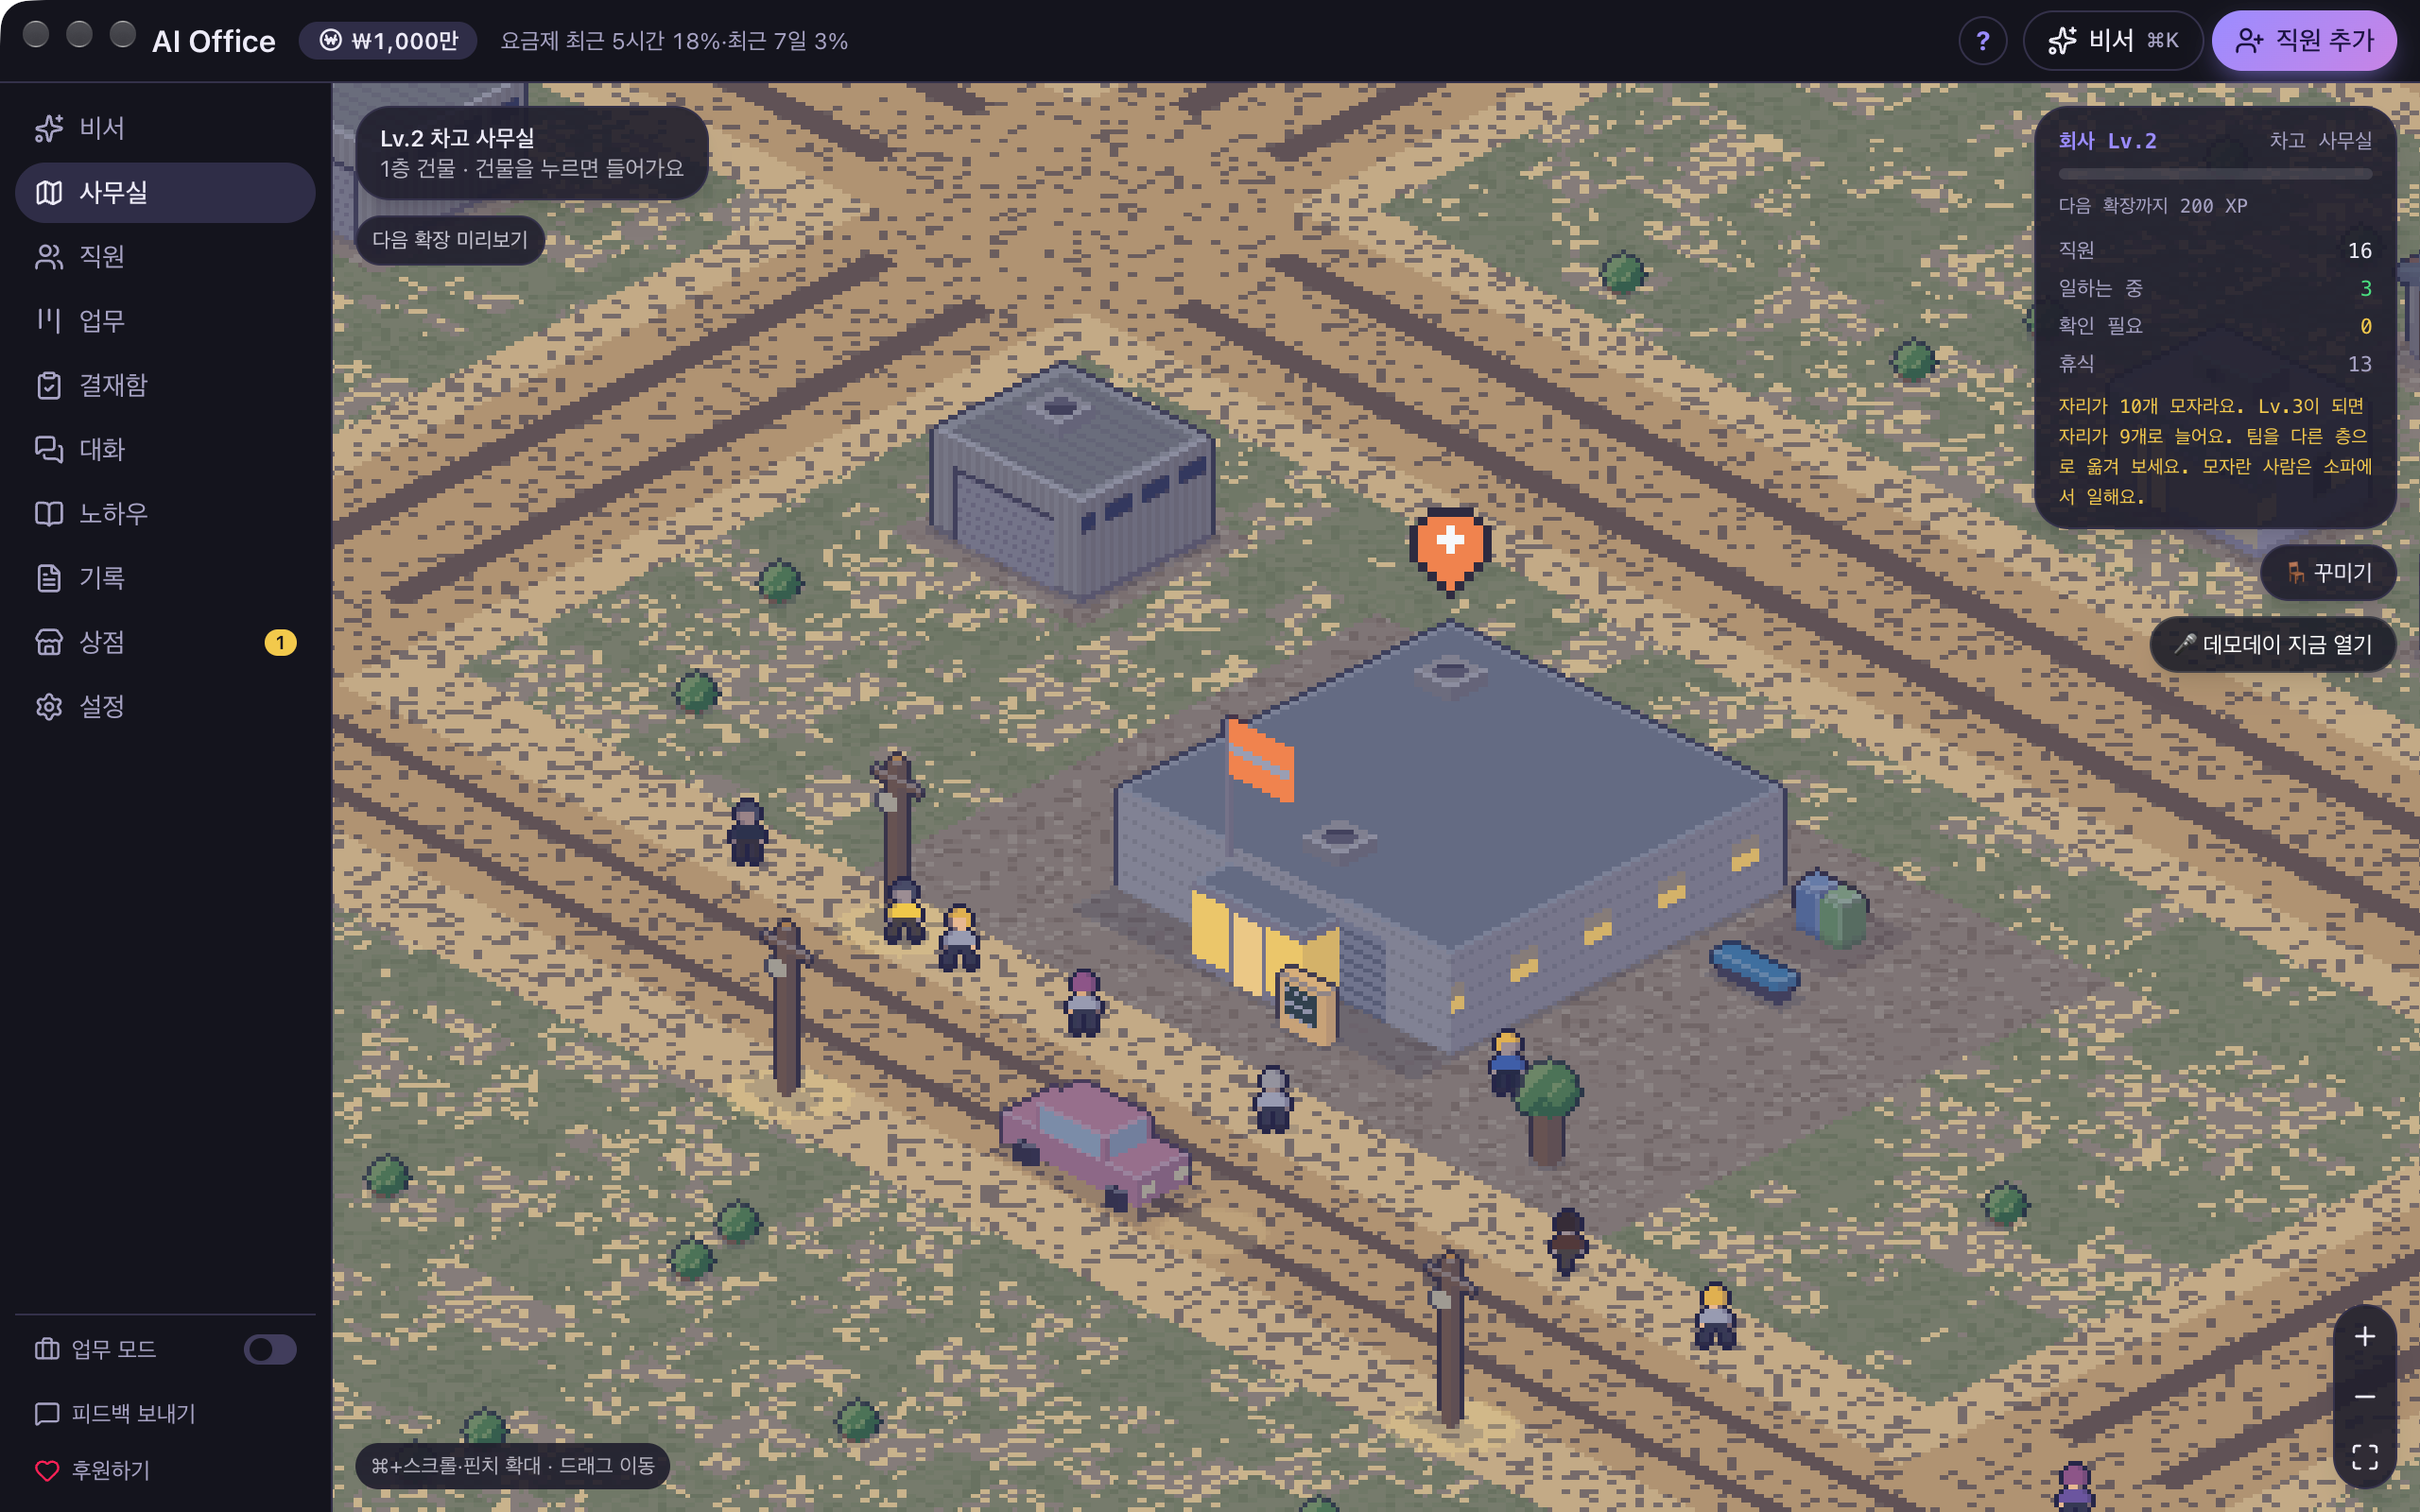 AI Office
₩1,000만
요금제 최근 5시간 18%·최근 7일 3%
?
비서 ⌘K
직원 추가
비서
사무실
직원
업무
결재함
대화
노하우
기록
상점
1
설정
업무 모드
피드백 보내기
후원하기
Lv.2 차고 사무실
1층 건물 · 건물을 누르면 들어가요
다음 확장 미리보기
회사 Lv.2
차고 사무실
다음 확장까지 200 XP
직원
16
일하는 중
3
확인 필요
0
휴식
13
자리가 10개 모자라요. Lv.3이 되면
자리가 9개로 늘어요. 팀을 다른 층으
로 옮겨 보세요. 모자란 사람은 소파에
서 일해요.
꾸미기
데모데이 지금 열기
⌘+스크롤·핀치 확대 · 드래그 이동